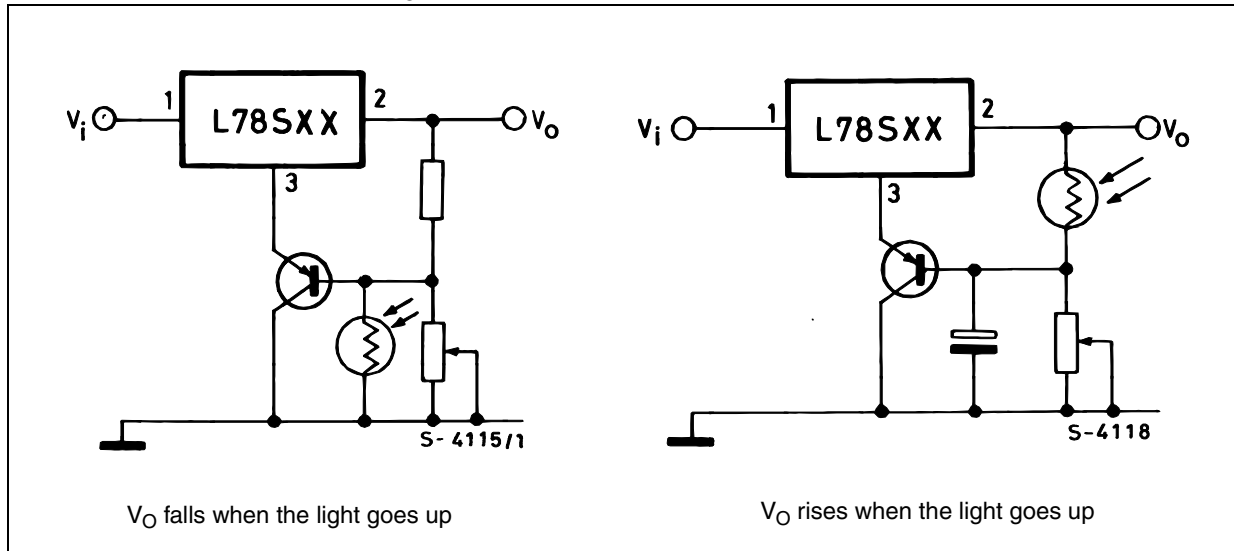 L78SXX
1
2
3
Vi
VO
S-4115/1
VO falls when the light goes up
L78SXX
1
2
3
Vi
VO
S-4118
VO rises when the light goes up